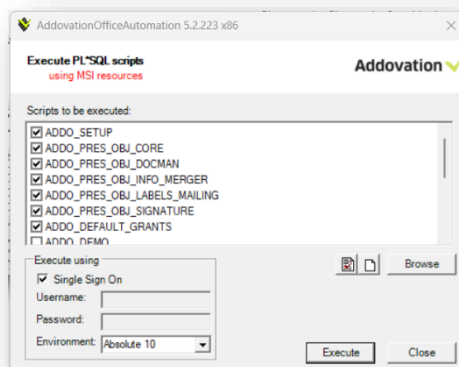 AddovationOfficeAutomation 5.2.223 x86
Execute PL*SQL scripts
using MSI resources
Addovation
Scripts to be executed:
ADDO_SETUP
ADDO_PRES_OBJ_CORE
ADDO_PRES_OBJ_DOCMAN
ADDO_PRES_OBJ_INFO_MERGER
ADDO_PRES_OBJ_LABELS_MAILING
ADDO_PRES_OBJ_SIGNATURE
ADDO_DEFAULT_GRANTS
ADDO_DEMO
Execute using
Browse
Single Sign On
Username:
Password:
Environment: Absolute 10
Execute Close